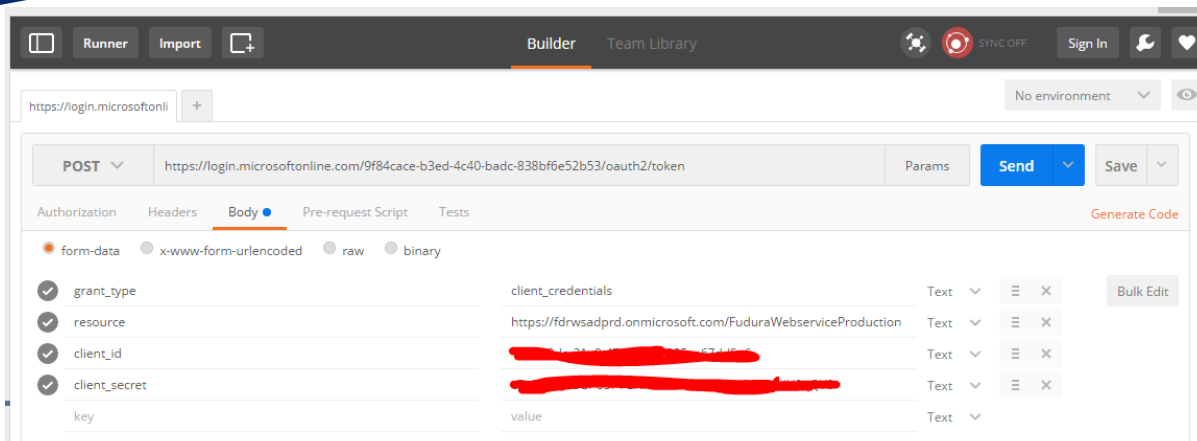 Runner Import Builder Team Library SYNC OFF Sign In
https://login.microsoftonli + No environment
POST https://login.microsoftonline.com/9f84cace-b3ed-4c40-badc-838bf6e52b53/oauth2/token Params Send Save
Authorization Headers Body Pre-request Script Tests Generate Code
form-data x-www-form-urlencoded raw binary
grant_type client_credentials Text Bulk Edit
resource https://fdrwsadprd.onmicrosoft.com/FuduraWebserviceProduction Text
client_id Text
client_secret Text
key value Text